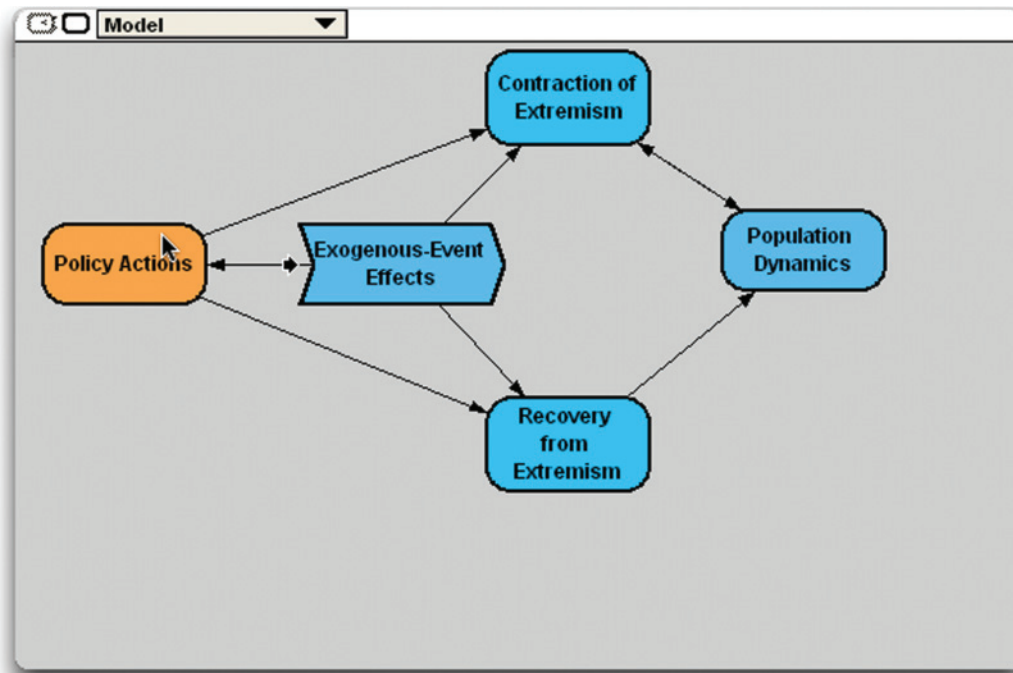 Model
Contraction of
Extremism
Policy Actions
Exogenous-Event
Effects
Population
Dynamics
Recovery
from
Extremism